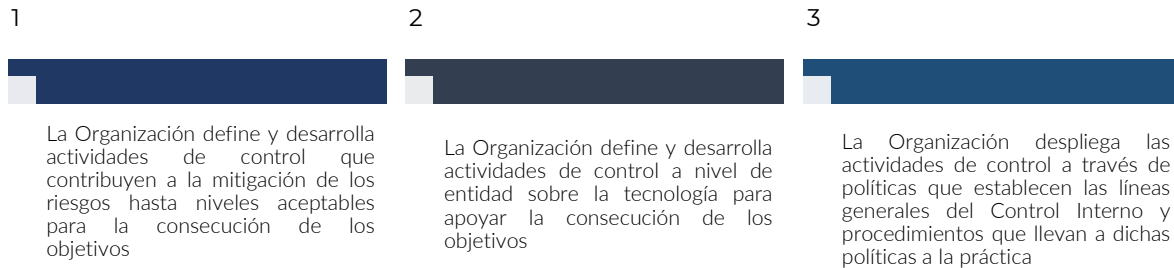 1
La Organización define y desarrolla
actividades de control que
contribuyen a la mitigación de los
riesgos hasta niveles aceptables
para la consecución de los
objetivos
2
La Organización define y desarrolla
actividades de control a nivel de
entidad sobre la tecnología para
apoyar la consecución de los
objetivos
3
La Organización despliega las
actividades de control a través de
políticas que establecen las líneas
generales del Control Interno y
procedimientos que llevan a dichas
políticas a la práctica